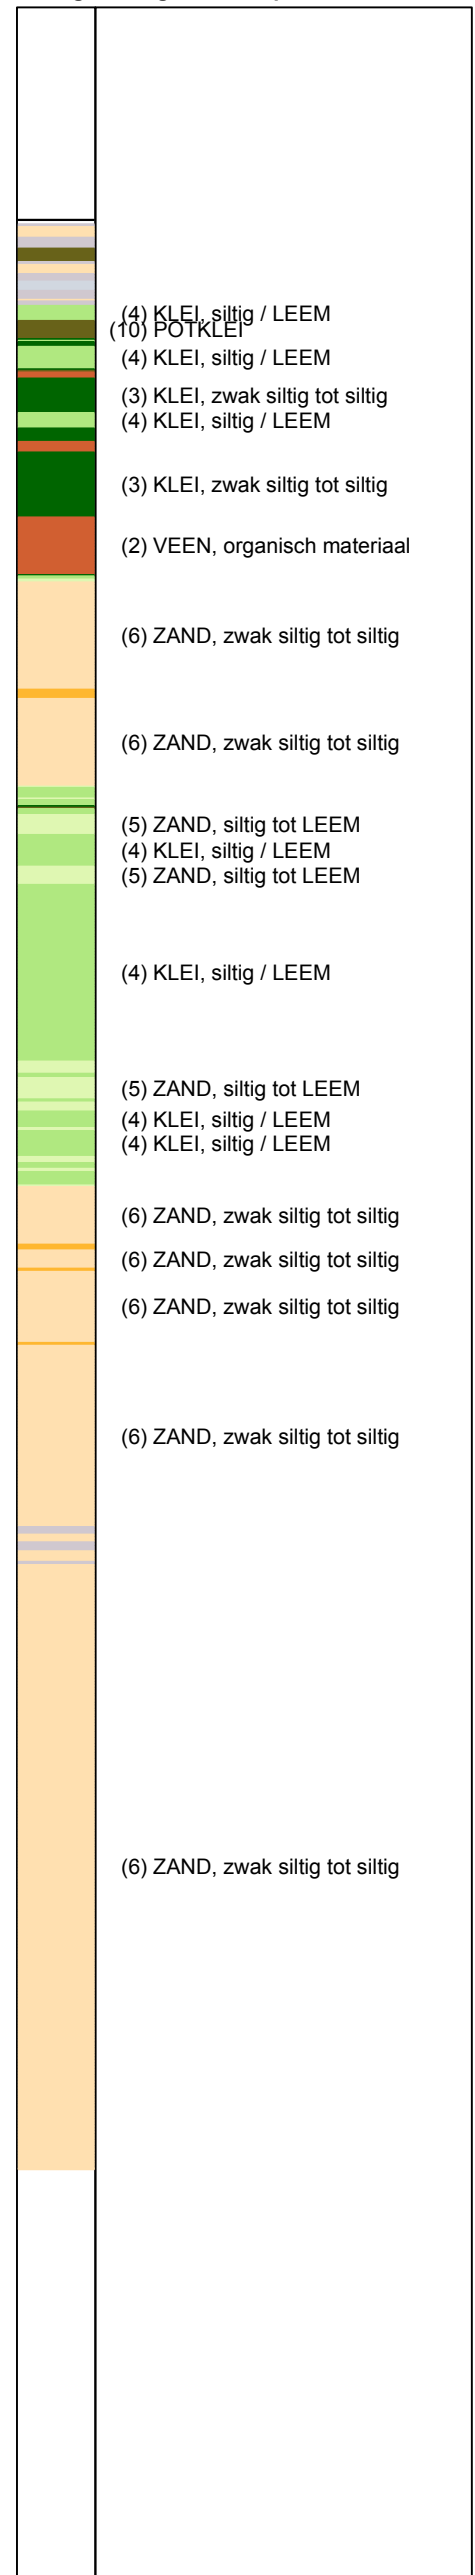 (4) KLEI, siltig / LEEM
(10) POTKLEI
(4) KLEI, siltig / LEEM
(3) KLEI, zwak siltig tot siltig
(4) KLEI, siltig / LEEM
(3) KLEI, zwak siltig tot siltig
(2) VEEN, organisch materiaal
(6) ZAND, zwak siltig tot siltig
(6) ZAND, zwak siltig tot siltig
(5) ZAND, siltig tot LEEM
(4) KLEI, siltig / LEEM
(5) ZAND, siltig tot LEEM
(4) KLEI, siltig / LEEM
(5) ZAND, siltig tot LEEM
(4) KLEI, siltig / LEEM
(4) KLEI, siltig / LEEM
(6) ZAND, zwak siltig tot siltig
(6) ZAND, zwak siltig tot siltig
(6) ZAND, zwak siltig tot siltig
(6) ZAND, zwak siltig tot siltig
(6) ZAND, zwak siltig tot siltig